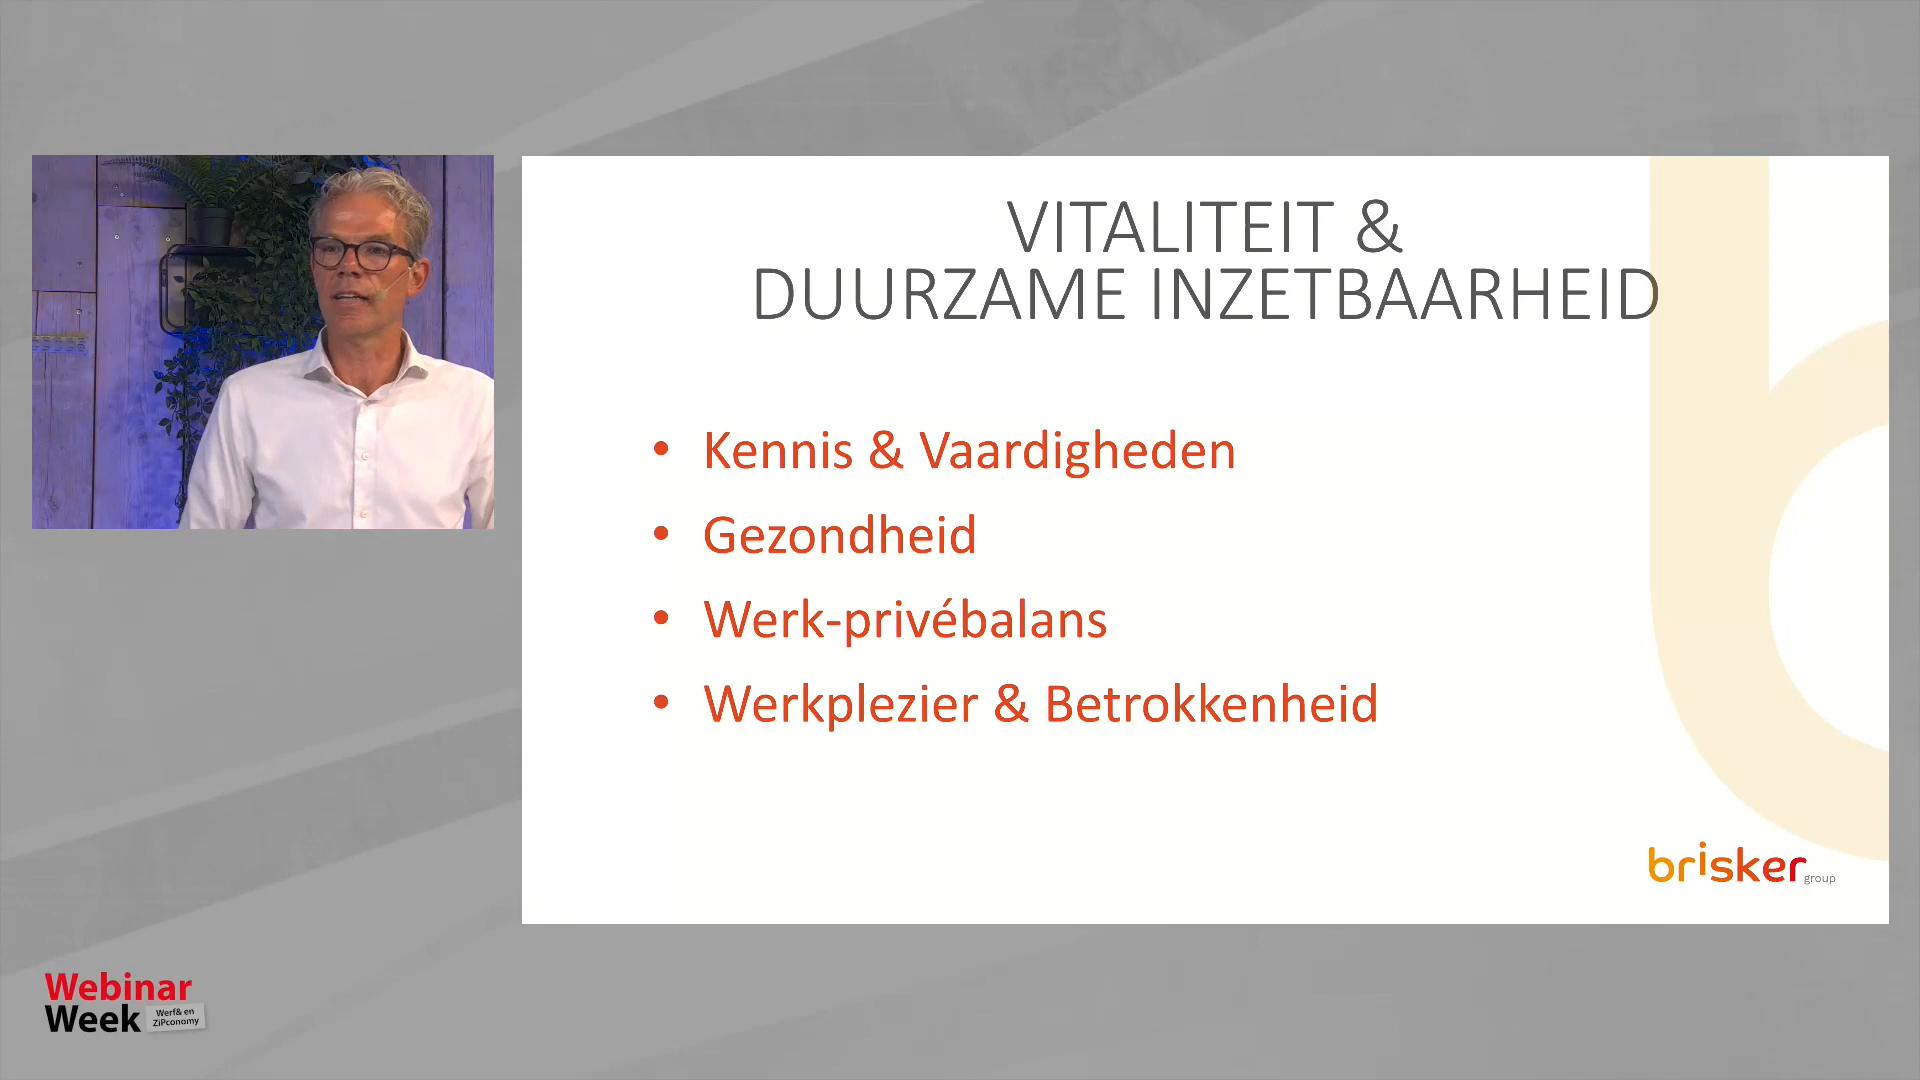 VITALITEIT &
DUURZAME INZETBAARHEID
• Kennis & Vaardigheden
• Gezondheid
• Werk-privébalans
• Werkplezier & Betrokkenheid
brisker group
Webinar
Week
Werf& en
ZiPconomy